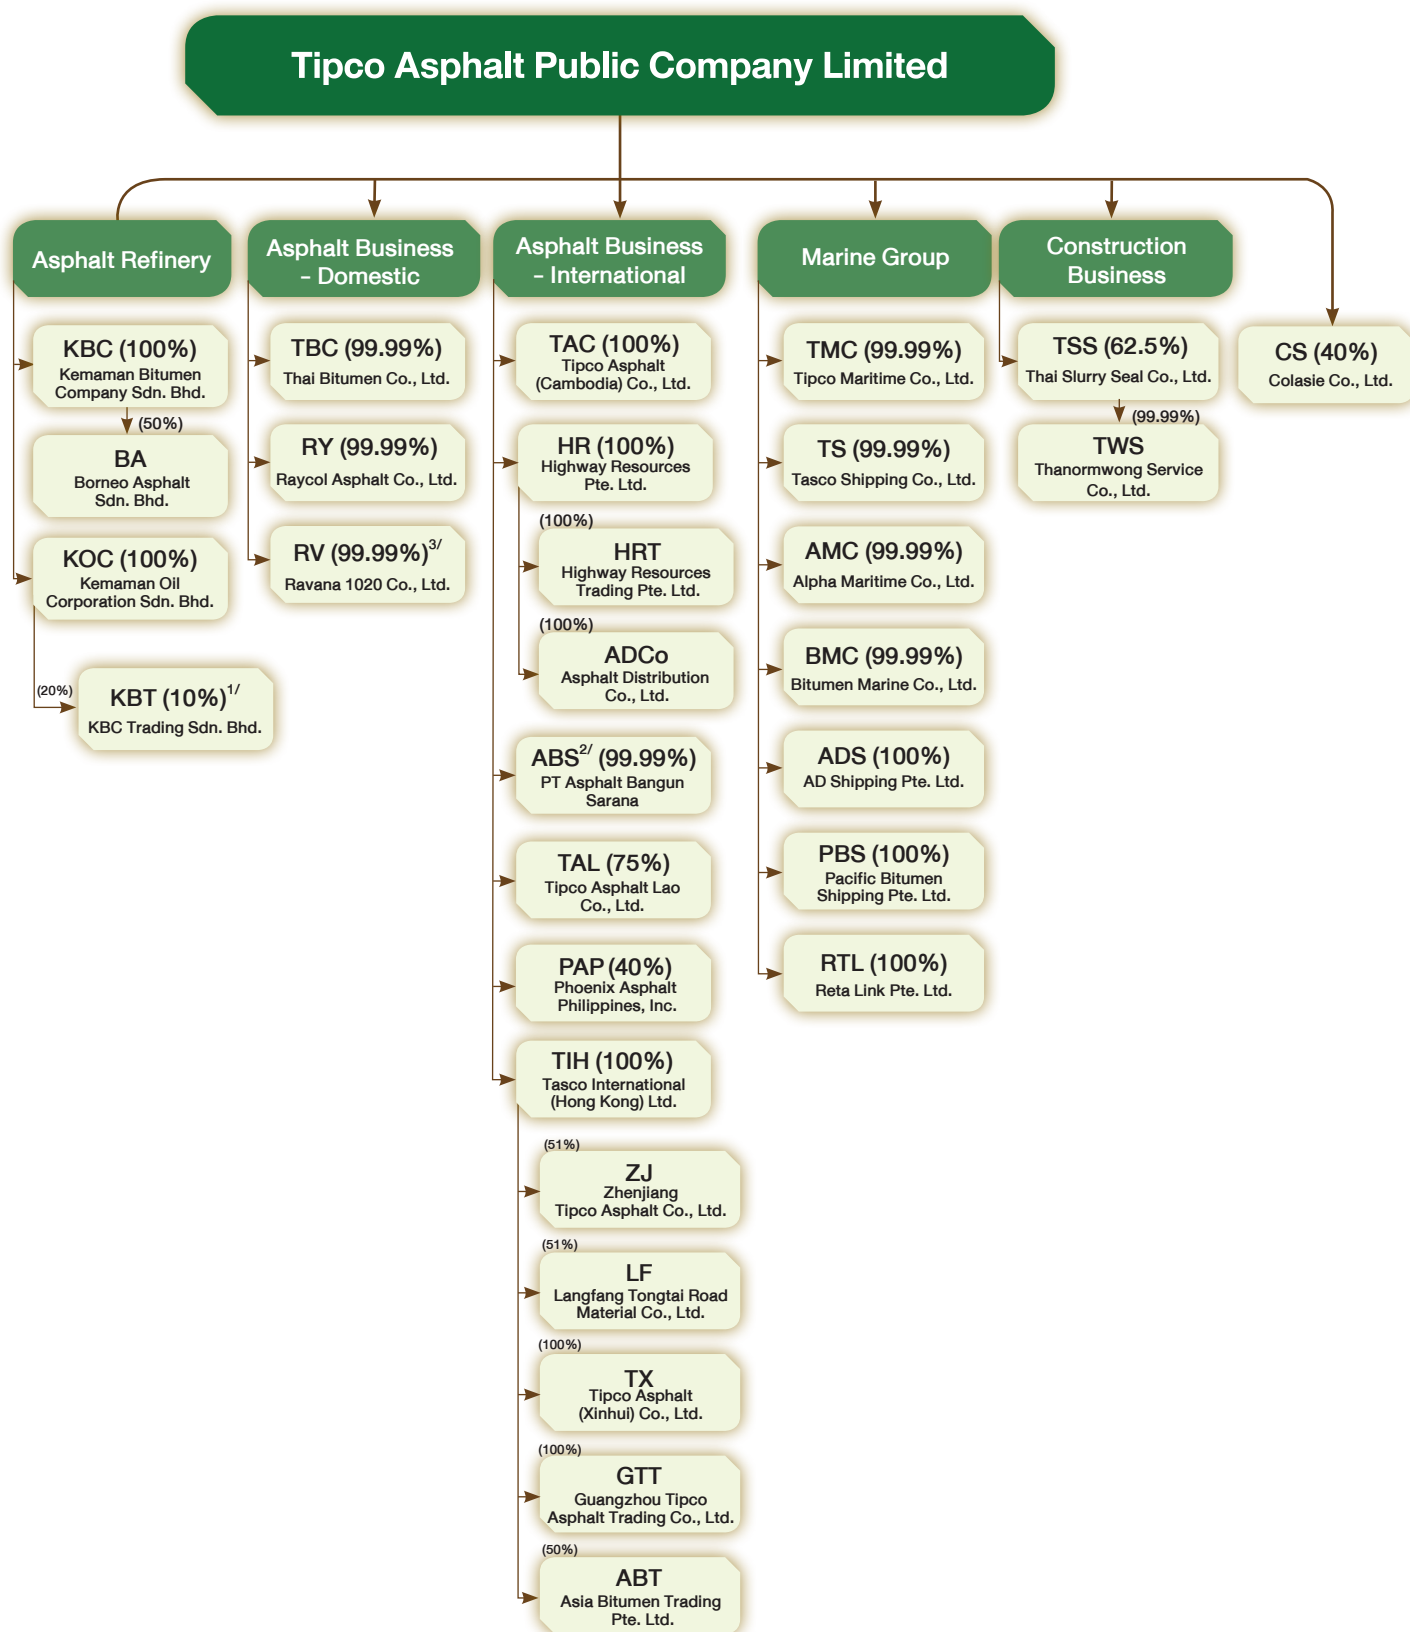 Tipco Asphalt Public Company Limited
Asphalt Refinery
KBC (100%)
Kemaman Bitumen
Company Sdn. Bhd.
(50%)
BA
Borneo Asphalt
Sdn. Bhd.
KOC (100%)
Kemaman Oil
Corporation Sdn. Bhd.
(20%)
KBT (10%)1/
KBC Trading Sdn. Bhd.
Asphalt Business
– Domestic
TBC (99.99%)
Thai Bitumen Co., Ltd.
RY (99.99%)
Raycol Asphalt Co., Ltd.
RV (99.99%)3/
Ravana 1020 Co., Ltd.
Asphalt Business
– International
TAC (100%)
Tipco Asphalt
(Cambodia) Co., Ltd.
HR (100%)
Highway Resources
Pte. Ltd.
(100%)
HRT
Highway Resources
Trading Pte. Ltd.
(100%)
ADCo
Asphalt Distribution
Co., Ltd.
ABS2/ (99.99%)
PT Asphalt Bangun
Sarana
TAL (75%)
Tipco Asphalt Lao
Co., Ltd.
PAP (40%)
Phoenix Asphalt
Philippines, Inc.
TIH (100%)
Tasco International
(Hong Kong) Ltd.
(51%)
ZJ
Zhenjiang
Tipco Asphalt Co., Ltd.
(51%)
LF
Langfang Tongtai Road
Material Co., Ltd.
(100%)
TX
Tipco Asphalt
(Xinhui) Co., Ltd.
(100%)
GTT
Guangzhou Tipco
Asphalt Trading Co., Ltd.
(50%)
ABT
Asia Bitumen Trading
Pte. Ltd.
Marine Group
TMC (99.99%)
Tipco Maritime Co., Ltd.
TS (99.99%)
Tasco Shipping Co., Ltd.
AMC (99.99%)
Alpha Maritime Co., Ltd.
BMC (99.99%)
Bitumen Marine Co., Ltd.
ADS (100%)
AD Shipping Pte. Ltd.
PBS (100%)
Pacific Bitumen
Shipping Pte. Ltd.
RTL (100%)
Reta Link Pte. Ltd.
Construction
Business
TSS (62.5%)
Thai Slurry Seal Co., Ltd.
(99.99%)
TWS
Thanormwong Service
Co., Ltd.
CS (40%)
Colasie Co., Ltd.